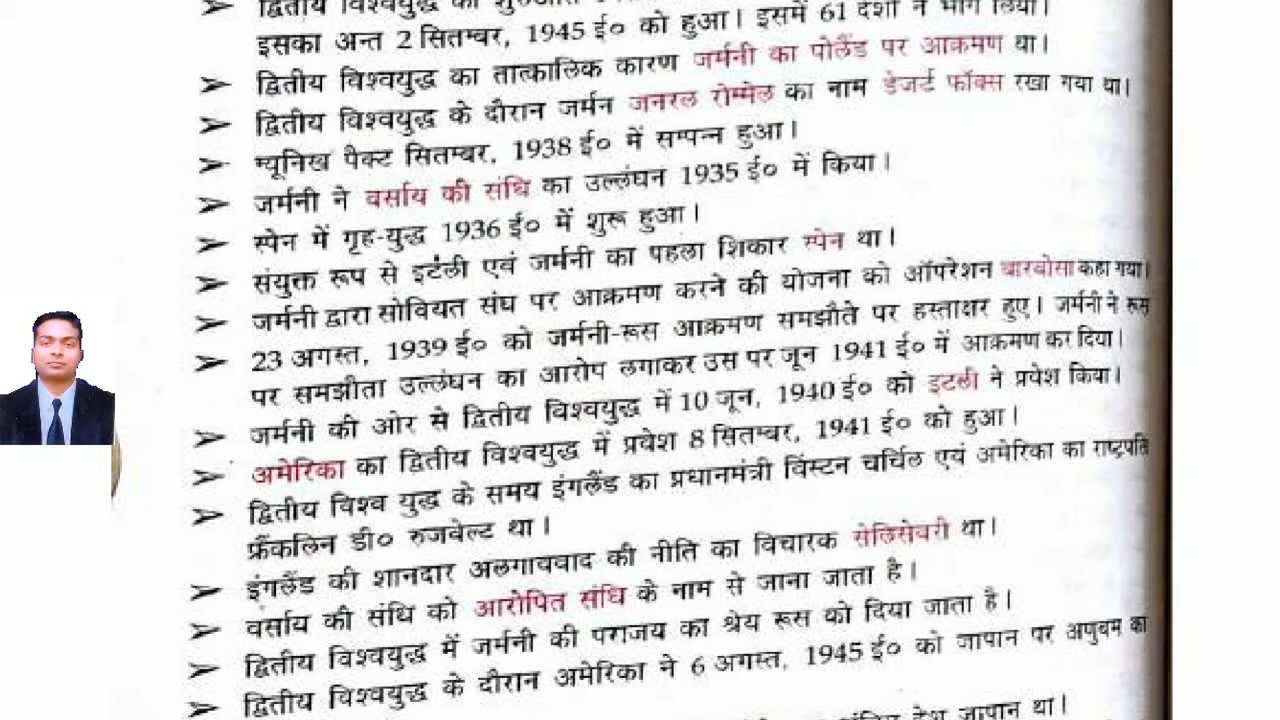 द्वितीय विश्वयुद्ध की शुरुआत
इसका अन्त 2 सितम्बर, 1945 ई० को हुआ। इसमें 61 देशों ने भाग लिया।
➢ द्वितीय विश्वयुद्ध का तात्कालिक कारण जर्मनी का पोलैंड पर आक्रमण था।
➢ द्वितीय विश्वयुद्ध के दौरान जर्मन जनरल रोम्मेल का नाम डेजर्ट फॉक्स रखा गया था।
➢ म्यूनिख पैक्ट सितम्बर, 1938 ई० में सम्पन्न हुआ।
➢ जर्मनी ने वर्साय की संधि का उल्लंघन 1935 ई० में किया।
➢ स्पेन में गृह-युद्ध 1936 ई० में शुरू हुआ।
➢ संयुक्त रूप से इटली एवं जर्मनी का पहला शिकार स्पेन था।
➢ जर्मनी द्वारा सोवियत संघ पर आक्रमण करने की योजना को ऑपरेशन बारबोसा कहा गया।
➢ 23 अगस्त, 1939 ई० को जर्मनी-रूस आक्रमण समझौते पर हस्ताक्षर हुए। जर्मनी ने रूस
पर समझौता उल्लंघन का आरोप लगाकर उस पर जून 1941 ई० में आक्रमण कर दिया।
➢ जर्मनी की ओर से द्वितीय विश्वयुद्ध में 10 जून, 1940 ई० को इटली ने प्रवेश किया।
➢ अमेरिका का द्वितीय विश्वयुद्ध में प्रवेश 8 सितम्बर, 1941 ई० को हुआ।
➢ द्वितीय विश्व युद्ध के समय इंगलैंड का प्रधानमंत्री विंस्टन चर्चिल एवं अमेरिका का राष्ट्रपति
फ्रैंकलिन डी० रुजवेल्ट था।
➢ इंगलैंड की शानदार अलगाववाद की नीति का विचारक सेलिसेवरी था।
➢ वर्साय की संधि को आरोपित संधि के नाम से जाना जाता है।
➢ द्वितीय विश्वयुद्ध में जर्मनी की पराजय का श्रेय रूस को दिया जाता है।
➢ द्वितीय विश्वयुद्ध के दौरान अमेरिका ने 6 अगस्त, 1945 ई० को जापान पर अणुबम का
देश जापान था।